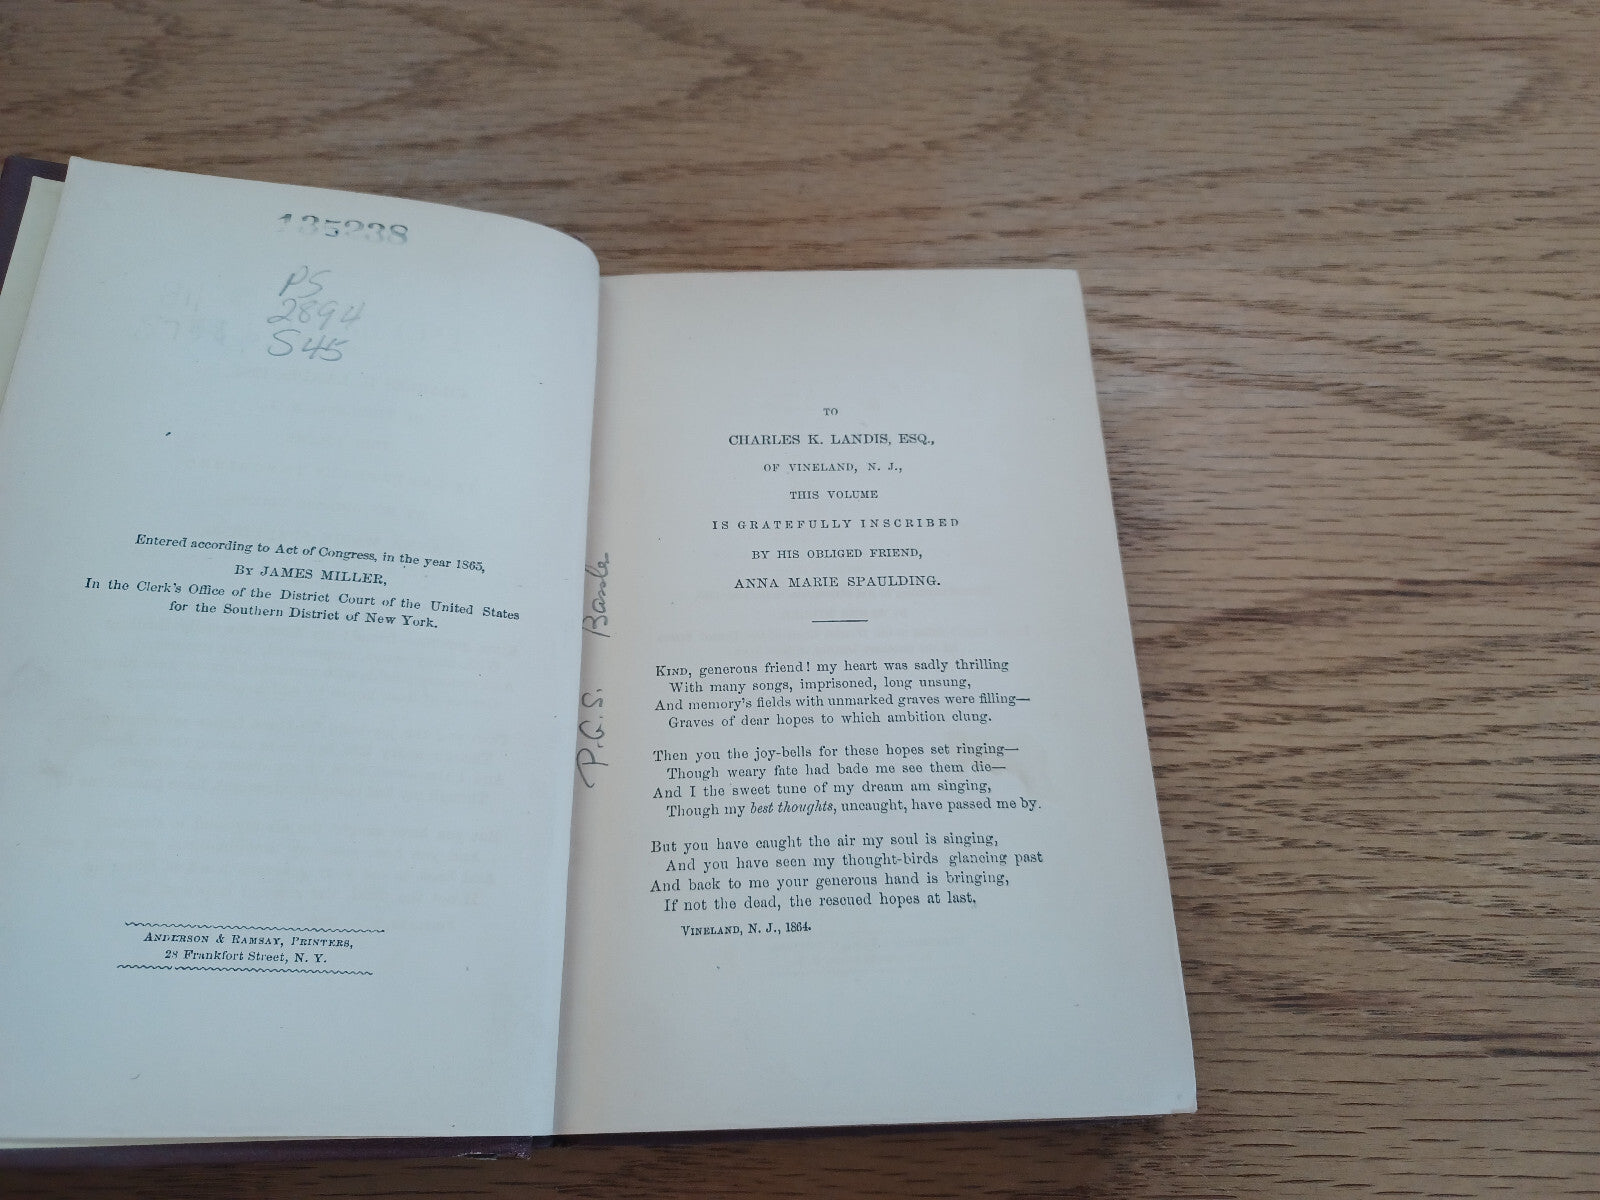 135238
PS
2894
S45
Entered according to Act of Congress, in the year 1865,
By JAMES MILLER,
In the Clerk's Office of the District Court of the United States
for the Southern District of New York.
ANDERSON & RAMSAY, PRINTERS,
28 Frankfort Street, N. Y.
P.G.S.
TO
CHARLES K. LANDIS, ESQ.,
OF VINELAND, N. J.,
THIS VOLUME
IS GRATEFULLY INSCRIBED
BY HIS OBLIGED FRIEND,
ANNA MARIE SPAULDING.
KIND, generous friend! my heart was sadly thrilling
With many songs, imprisoned, long unsung,
And memory's fields with unmarked graves were filling—
Graves of dear hopes to which ambition clung.
Then you the joy-bells for these hopes set ringing—
Though weary fate had bade me see them die—
And I the sweet tune of my dream am singing,
Though my best thoughts, uncaught, have passed me by.
But you have caught the air my soul is singing,
And you have seen my thought-birds glancing past
And back to me your generous hand is bringing,
If not the dead, the rescued hopes at last.
VINELAND, N. J., 1864.